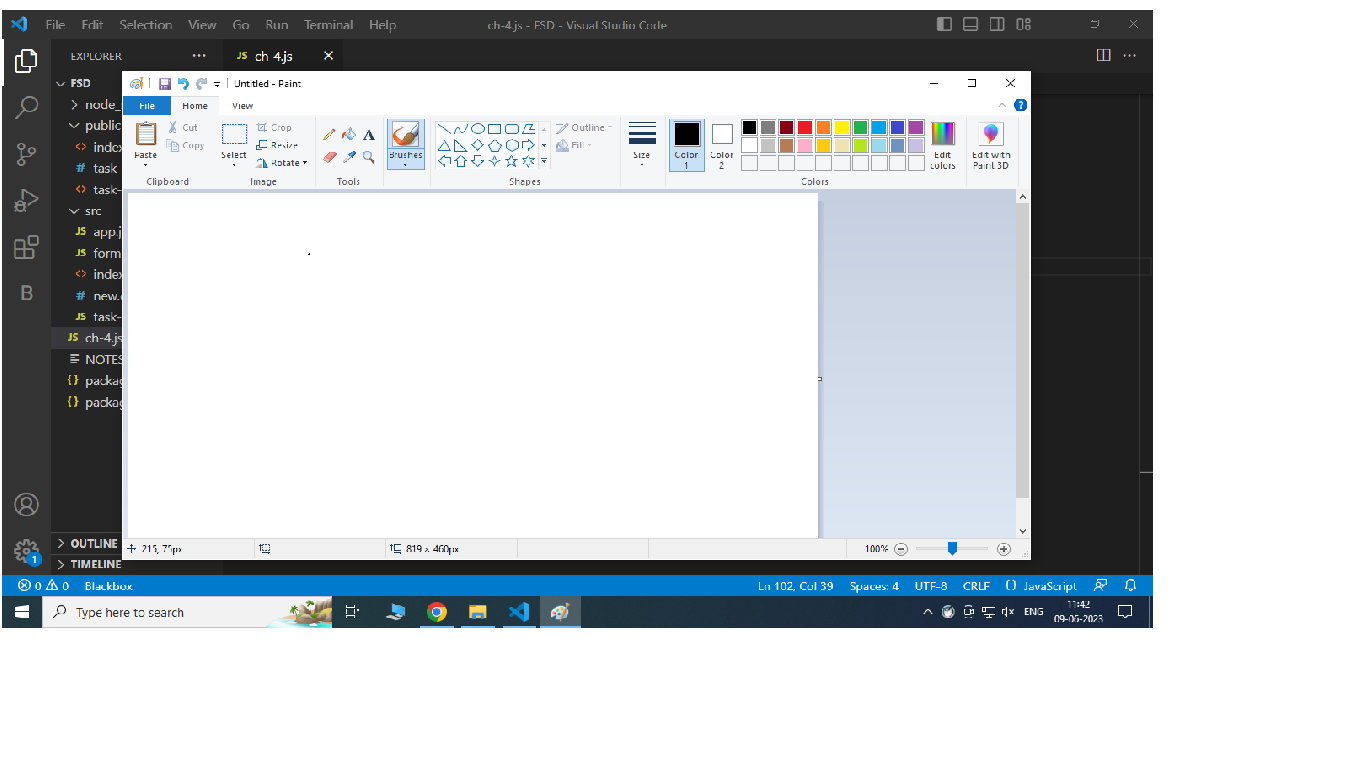 File Edit Selection View Go Run Terminal Help ch-4.js - FSD - Visual Studio Code
EXPLORER ··· JS ch-4.js
FSD
Untitled - Paint
node_
File Home View
public
index
task
task-
src
app.j
form
index
new.
task-
JS ch-4.js
NOTES
packag
packag
Paste
Cut
Copy
Clipboard
Select
Crop
Resize
Rotate
Image
Tools
Brushes
Shapes
Outline
Fill
Size
Color 1
Color 2
Colors
Edit colors
Edit with Paint 3D
215, 75px 819 × 460px 100%
OUTLINE
TIMELINE
1
0 0 Blackbox Ln 102, Col 39 Spaces: 4 UTF-8 CRLF {} JavaScript
Type here to search ENG 11:42
09-06-2023